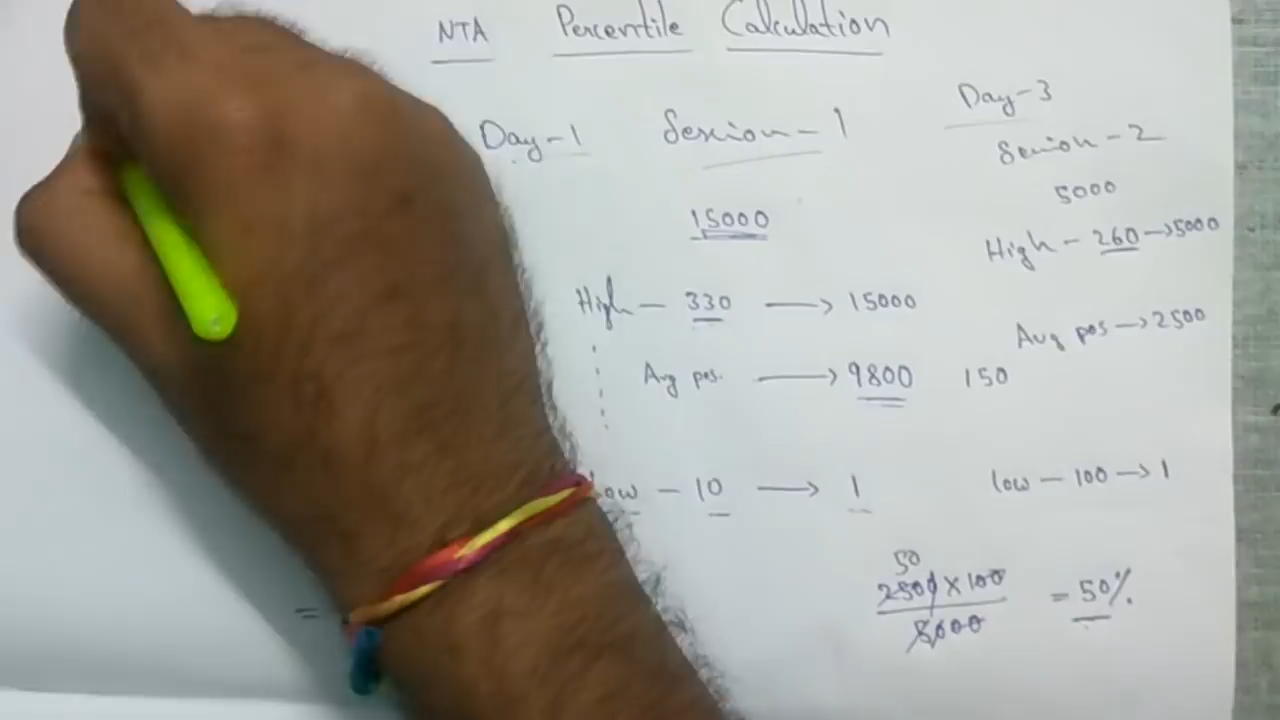 NTA Percentile Calculation
Day-1 Session-1
15000
High - 330 → 15000
Avg pos. → 9800 150
Low - 10 → 1
Day-3
Session-2
5000
High - 260 → 5000
Avg pos → 2500
low - 100 → 1
50
2500 x 100 = 50%
5000
=